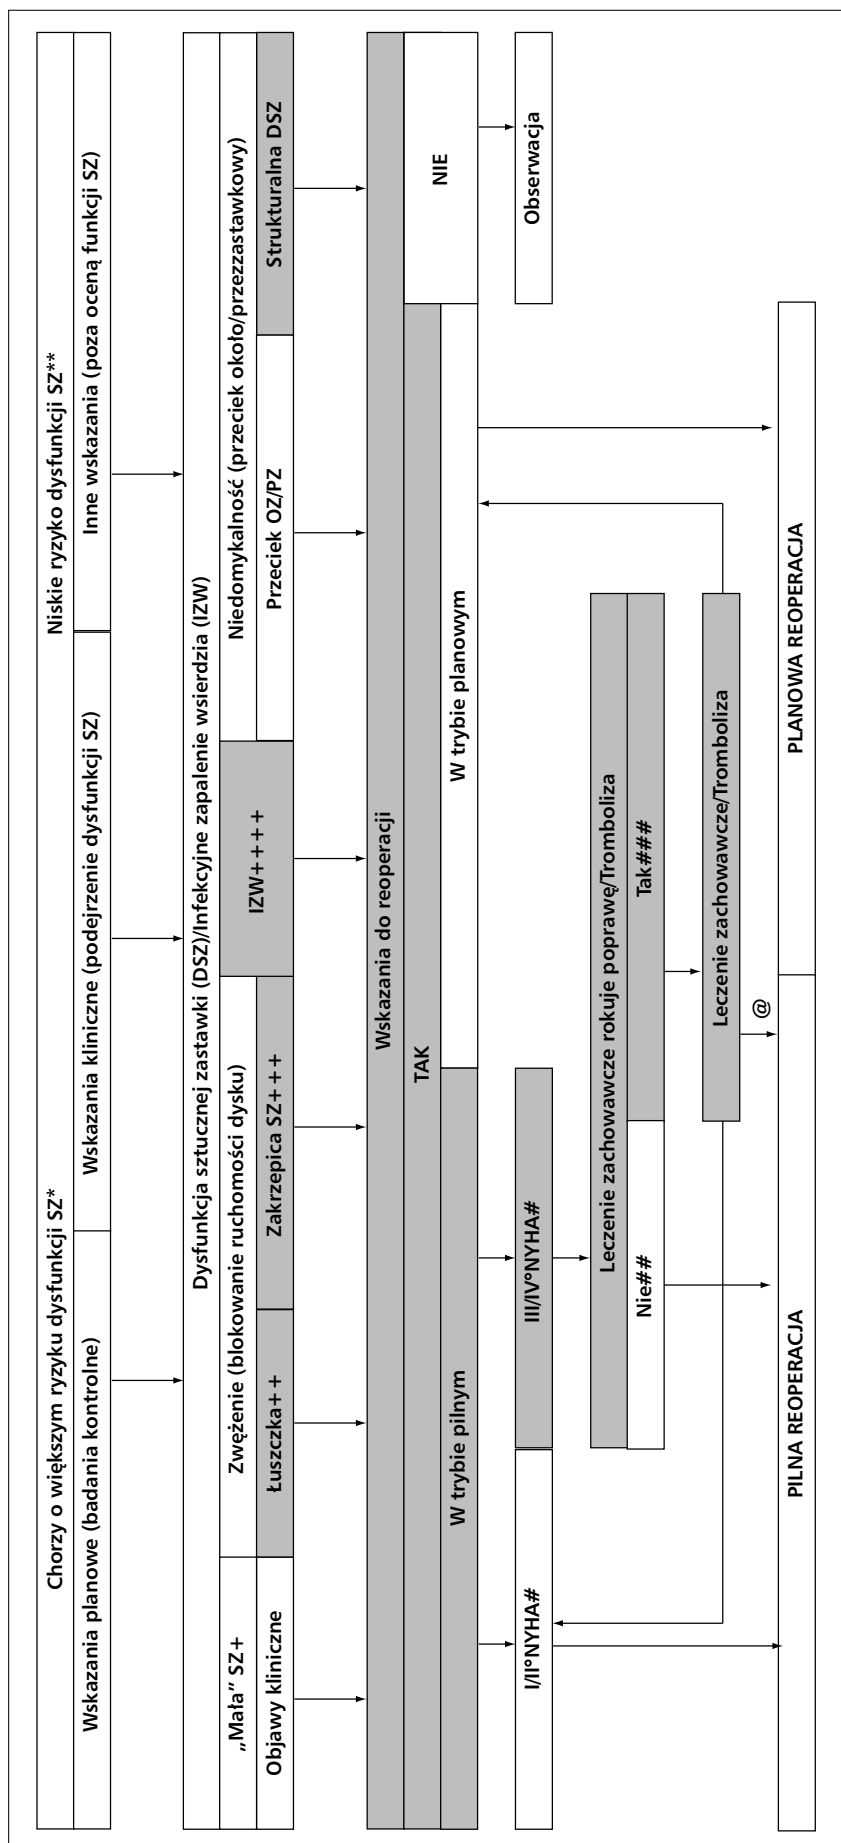 Chorzy o większym ryzyku dysfunkcji SZ*
Niskie ryzyko dysfunkcji SZ**
Wskazania planowe (badania kontrolne)
Wskazania kliniczne (podejrzenie dysfunkcji SZ)
Inne wskazania (poza oceną funkcji SZ)
Dysfunkcja sztucznej zastawki (DSZ)/Infekcyjne zapalenie wsierdzia (IZW)
„Mała” SZ+
Zwężenie (blokowanie ruchomości dysku)
IZW++++
Niedomykalność (przeciek około/przezzastawkowy)
Objawy kliniczne
Łuszczka++
Zakrzepica SZ+++
Przeciek OZ/PZ
Strukturalna DSZ
Wskazania do reoperacji
TAK
NIE
W trybie pilnym
W trybie planowym
I/II°NYHA#
III/IV°NYHA#
Obserwacja
Leczenie zachowawcze rokuje poprawę/Tromboliza
Nie##
Tak###
Leczenie zachowawcze/Tromboliza
@
PILNA REOPERACJA
PLANOWA REOPERACJA